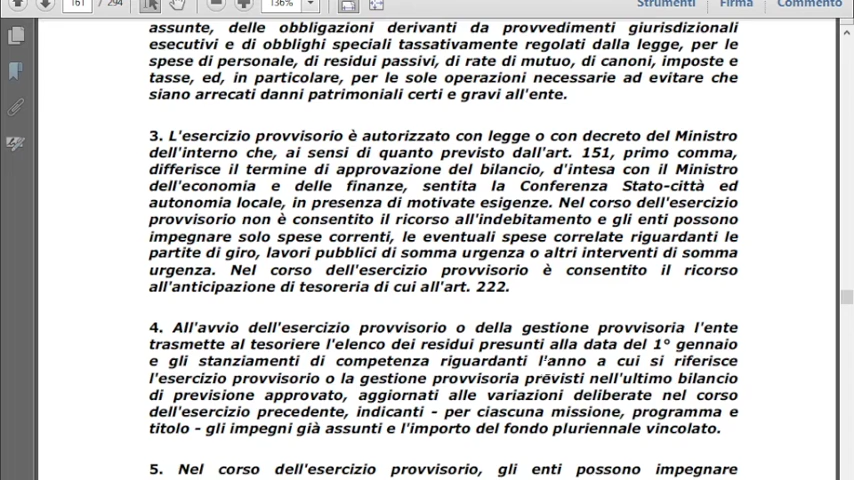 161 / 294 136% Strumenti Firma Commento
assunte, delle obbligazioni derivanti da provvedimenti giurisdizionali
esecutivi e di obblighi speciali tassativamente regolati dalla legge, per le
spese di personale, di residui passivi, di rate di mutuo, di canoni, imposte e
tasse, ed, in particolare, per le sole operazioni necessarie ad evitare che
siano arrecati danni patrimoniali certi e gravi all'ente.
3. L'esercizio provvisorio è autorizzato con legge o con decreto del Ministro
dell'interno che, ai sensi di quanto previsto dall'art. 151, primo comma,
differisce il termine di approvazione del bilancio, d'intesa con il Ministro
dell'economia e delle finanze, sentita la Conferenza Stato-città ed
autonomia locale, in presenza di motivate esigenze. Nel corso dell'esercizio
provvisorio non è consentito il ricorso all'indebitamento e gli enti possono
impegnare solo spese correnti, le eventuali spese correlate riguardanti le
partite di giro, lavori pubblici di somma urgenza o altri interventi di somma
urgenza. Nel corso dell'esercizio provvisorio è consentito il ricorso
all'anticipazione di tesoreria di cui all'art. 222.
4. All'avvio dell'esercizio provvisorio o della gestione provvisoria l'ente
trasmette al tesoriere l'elenco dei residui presunti alla data del 1° gennaio
e gli stanziamenti di competenza riguardanti l'anno a cui si riferisce
l'esercizio provvisorio o la gestione provvisoria previsti nell'ultimo bilancio
di previsione approvato, aggiornati alle variazioni deliberate nel corso
dell'esercizio precedente, indicanti - per ciascuna missione, programma e
titolo - gli impegni già assunti e l'importo del fondo pluriennale vincolato.
5. Nel corso dell'esercizio provvisorio, gli enti possono impegnare